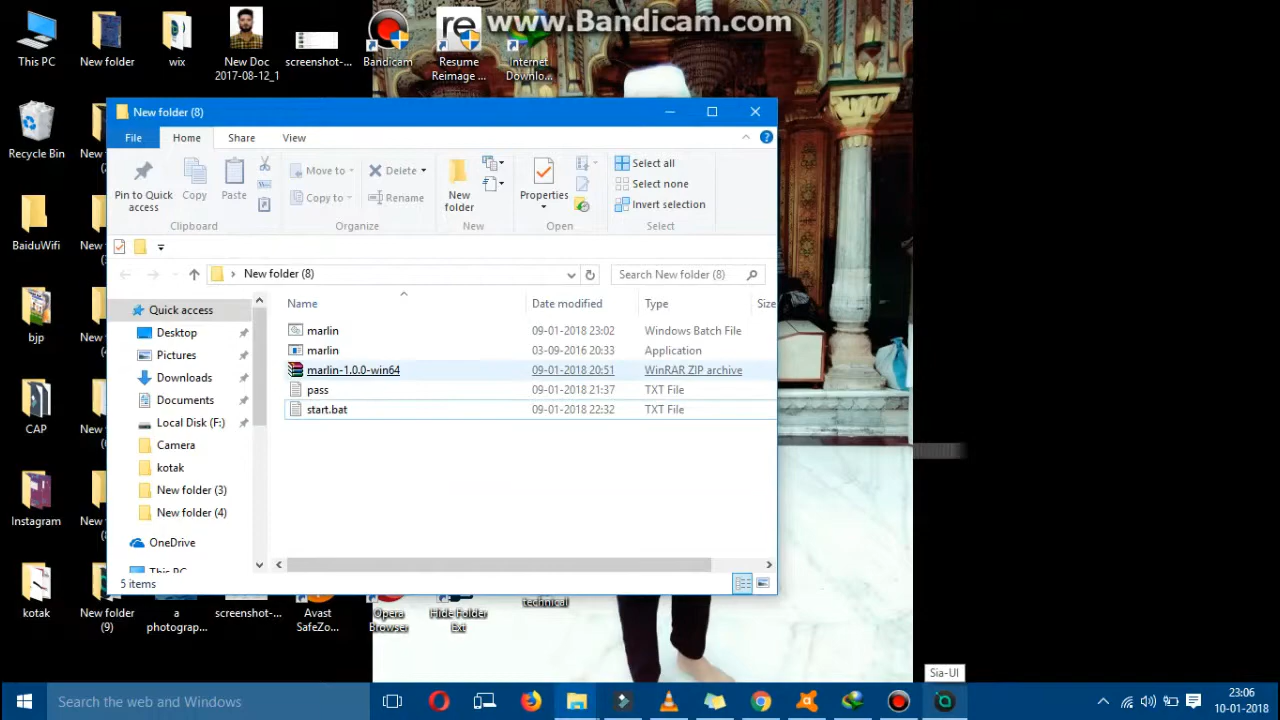 www.Bandicam.com
This PC
New folder
wix
New Doc
2017-08-12_1
screenshot-...
Bandicam
Resume
Reimage ...
Internet
Downlo...
Recycle Bin
BaiduWifi
bjp
CAP
Instagram
kotak
New folder
(9)
a
photograp...
screenshot-...
Avast
SafeZo...
Opera
Browser
Hide Folder
Ext
technical
New folder (8)
File
Home
Share
View
Pin to Quick
access
Copy
Paste
Clipboard
Move to
Copy to
Delete
Rename
Organize
New
folder
New
Properties
Open
Select all
Select none
Invert selection
Select
New folder (8)
Search New folder (8)
Quick access
Desktop
Pictures
Downloads
Documents
Local Disk (F:)
Camera
kotak
New folder (3)
New folder (4)
OneDrive
This PC
Name
Date modified
Type
Size
marlin 09-01-2018 23:02 Windows Batch File
marlin 03-09-2016 20:33 Application
marlin-1.0.0-win64 09-01-2018 20:51 WinRAR ZIP archive
pass 09-01-2018 21:37 TXT File
start.bat 09-01-2018 22:32 TXT File
5 items
Sia-UI
Search the web and Windows
23:06
10-01-2018